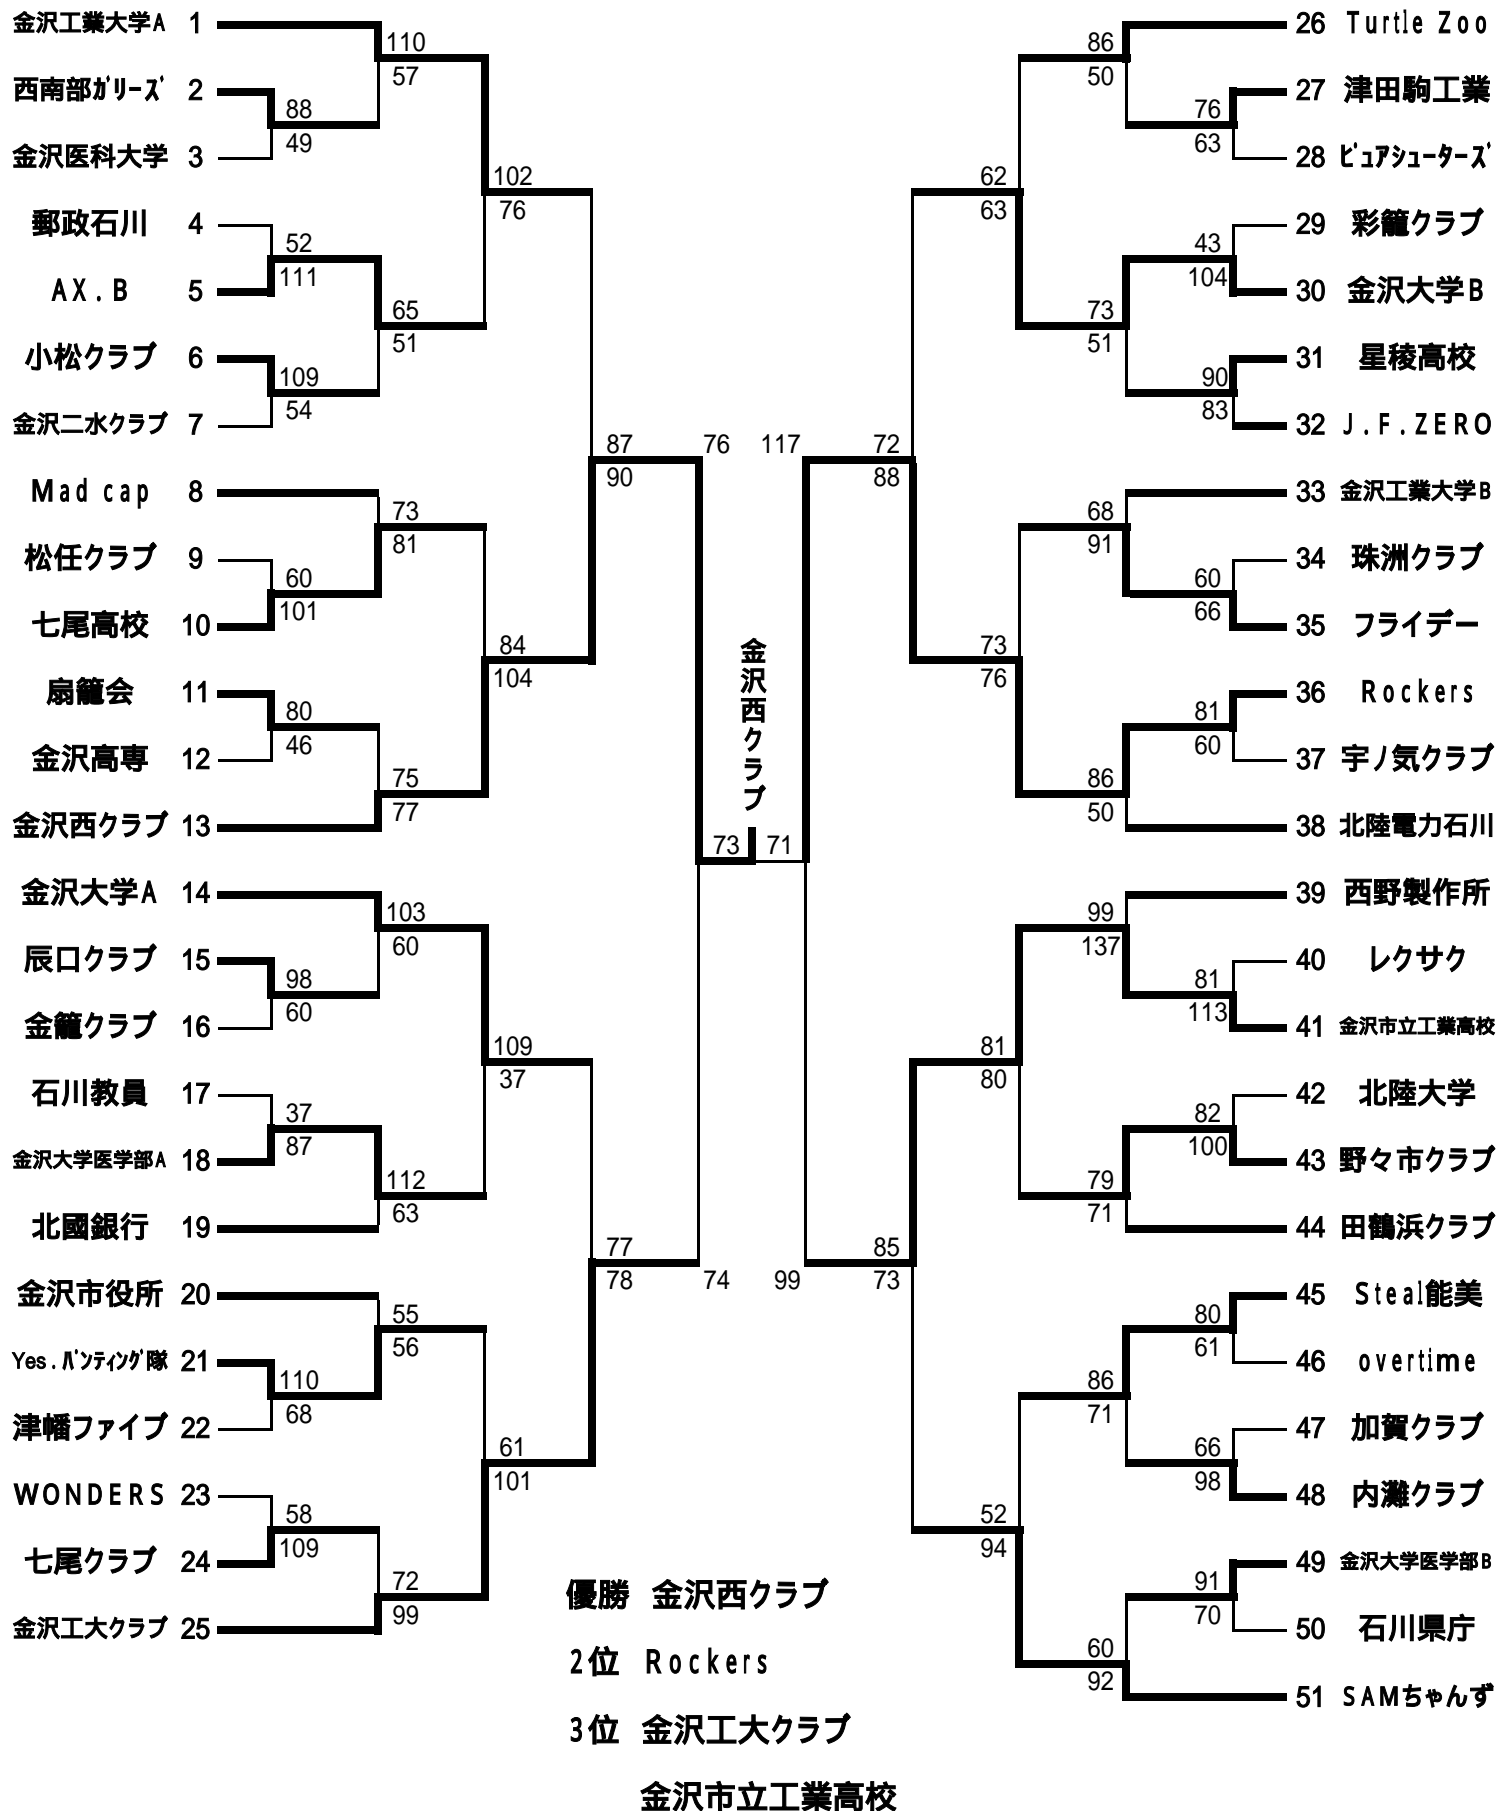 金沢工業大学A 1
110
57
西南部ｶﾞﾘｰｽﾞ 2
88
49
金沢医科大学 3
102
76
郵政石川 4
52
111
AX.B 5
65
51
小松クラブ 6
109
54
金沢二水クラブ 7
87
90
76
Mad cap 8
73
81
松任クラブ 9
60
101
七尾高校 10
84
104
扇籠会 11
80
46
金沢高専 12
75
77
金沢西クラブ 13
金沢大学A 14
103
60
辰口クラブ 15
98
60
金籠クラブ 16
109
37
石川教員 17
37
87
金沢大学医学部A 18
112
63
北國銀行 19
77
78
74
金沢市役所 20
55
56
Yes.ﾊﾞﾝﾃｨﾝｸﾞ隊 21
110
68
津幡ファイブ 22
61
101
WONDERS 23
58
109
七尾クラブ 24
72
99
金沢工大クラブ 25
金沢西クラブ
73 71
26 Turtle Zoo
86
50
27 津田駒工業
76
63
28 ﾋﾟｭｱｼｭｰﾀｰｽﾞ
62
63
29 彩籠クラブ
43
104
30 金沢大学B
73
51
31 星稜高校
90
83
32 J.F.ZERO
117
72
88
33 金沢工業大学B
68
91
34 珠洲クラブ
60
66
35 フライデー
73
76
36 Rockers
81
60
37 宇ノ気クラブ
86
50
38 北陸電力石川
39 西野製作所
99
137
40 レクサク
81
113
41 金沢市立工業高校
81
80
42 北陸大学
82
100
43 野々市クラブ
79
71
44 田鶴浜クラブ
99
85
73
45 Steal能美
80
61
46 overtime
86
71
47 加賀クラブ
66
98
48 内灘クラブ
52
94
49 金沢大学医学部B
91
70
50 石川県庁
60
92
51 SAMちゃんず
優勝 金沢西クラブ
2位 Rockers
3位 金沢工大クラブ
金沢市立工業高校